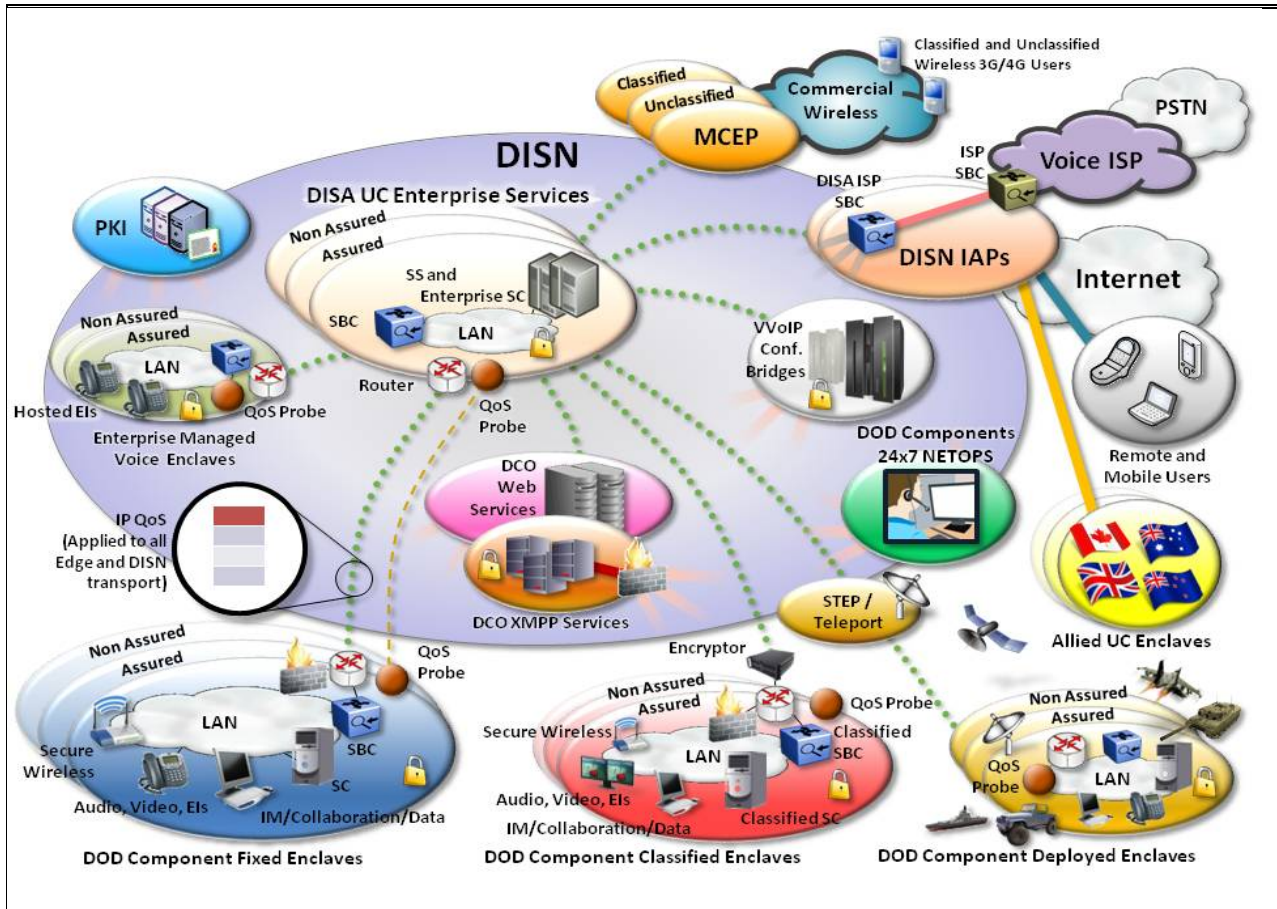 Classified and Unclassified
Wireless 3G/4G Users
Classified
Unclassified
MCEP
Commercial
Wireless
PSTN
Voice ISP
ISP
SBC
DISN
DISA UC Enterprise Services
Non Assured
Assured
SS and
Enterprise SC
SBC
LAN
Router
QoS
Probe
PKI
DISA ISP
SBC
DISN IAPs
Internet
Non Assured
Assured
LAN
Hosted EIs
QoS Probe
Enterprise Managed
Voice Enclaves
VVoIP
Conf.
Bridges
Remote and
Mobile Users
DOD Components
24x7 NETOPS
IP QoS
(Applied to all
Edge and DISN
transport)
DCO
Web
Services
DCO XMPP Services
STEP /
Teleport
Allied UC Enclaves
Non Assured
Assured
QoS
Probe
LAN
SBC
Secure
Wireless
SC
Audio, Video, EIs
IM/Collaboration/Data
DOD Component Fixed Enclaves
Encryptor
Non Assured
Assured
QoS Probe
Secure Wireless
LAN
Classified
SBC
Audio, Video, EIs
IM/Collaboration/Data
Classified SC
DOD Component Classified Enclaves
Non Assured
Assured
QoS
Probe
LAN
DOD Component Deployed Enclaves